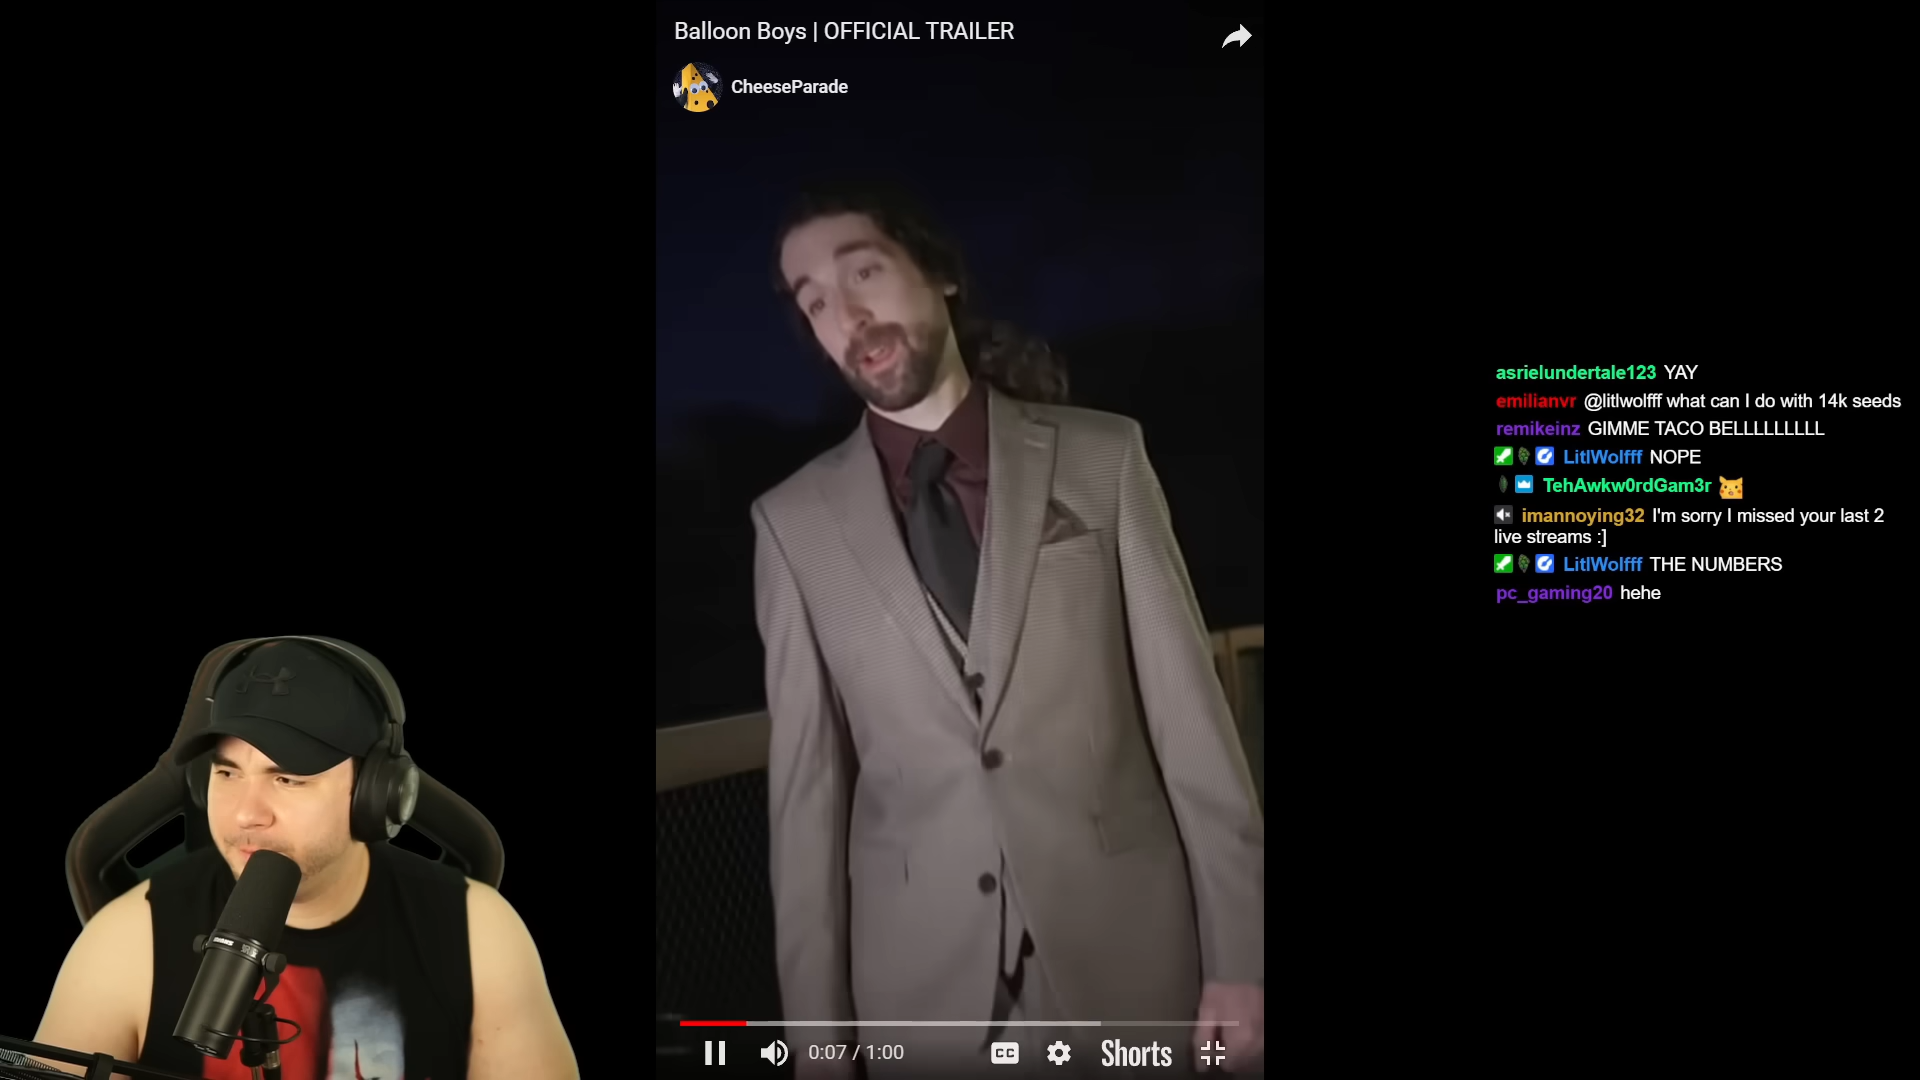 Balloon Boys | OFFICIAL TRAILER
CheeseParade
asrielundertale123 YAY
emilianvr @litlwolfff what can I do with 14k seeds
remikeinz GIMME TACO BELLLLLLLLL
LitlWolfff NOPE
TehAwkw0rdGam3r
imannoying32 I'm sorry I missed your last 2
live streams :]
LitlWolfff THE NUMBERS
pc_gaming20 hehe
0:07 / 1:00
CC
Shorts